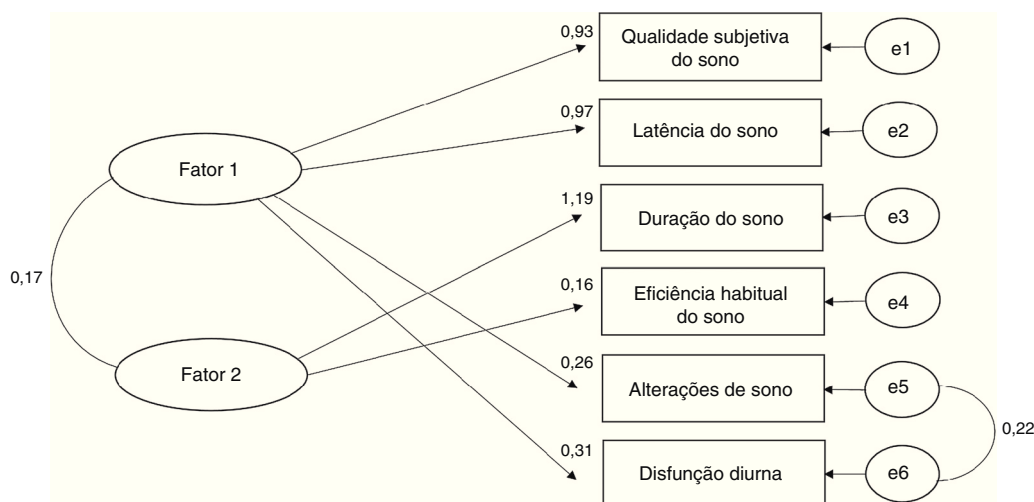 0,93
Qualidade subjetiva
do sono
e1
0,97
Latência do sono
e2
Fator 1
1,19
Duração do sono
e3
0,17
0,16
Eficiência habitual
do sono
e4
Fator 2
0,26
Alterações de sono
e5
0,22
0,31
Disfunção diurna
e6